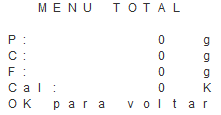 MENU TOTAL
P: 0 g
C: 0 g
F: 0 g
Cal: 0 K
OK para voltar